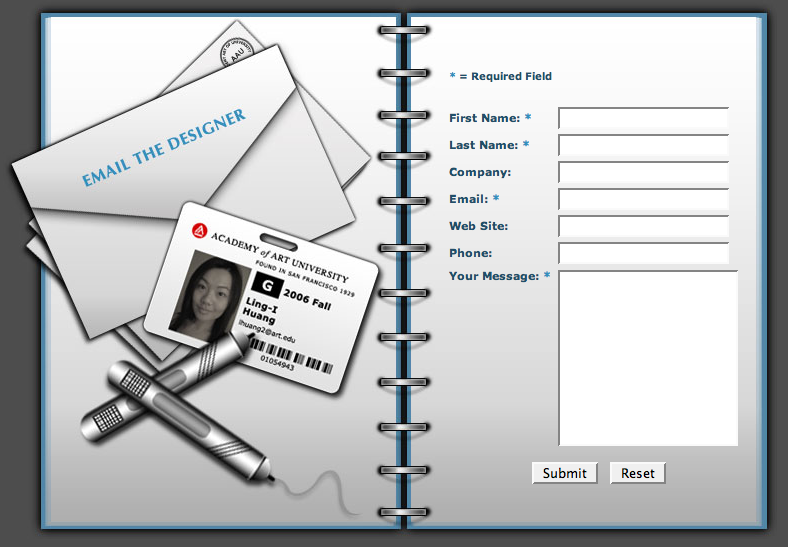 AAU
EMAIL THE DESIGNER
ACADEMY of ART UNIVERSITY
FOUND IN SAN FRANCISCO 1929
G
2006 Fall
Ling-I
Huang
lhuang2@art.edu
01054943
* = Required Field
First Name: *
Last Name: *
Company:
Email: *
Web Site:
Phone:
Your Message: *
Submit
Reset